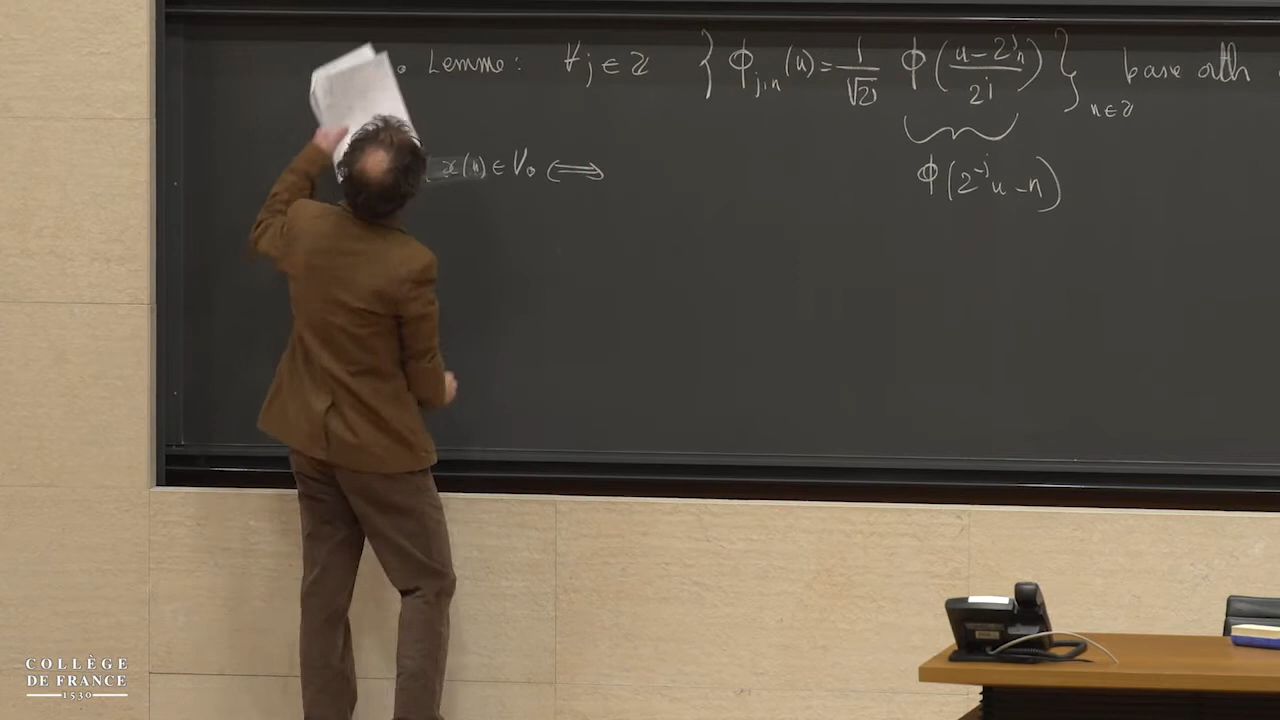 . Lemme : ∀j ∈ ℤ { ϕ_{j,n}(u) = 1/√2^j ϕ((u-2^j n)/2^j) }_{n∈ℤ} base orth
x(u) ∈ V₀ ⟺
ϕ(2^{-j}u - n)
COLLÈGE
DE FRANCE
1530